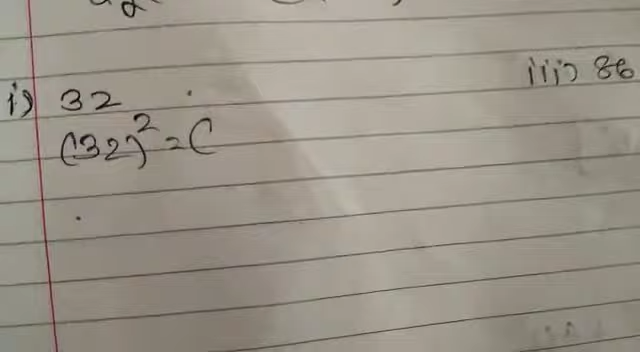 i) 32
(32)² = (
iii) 86